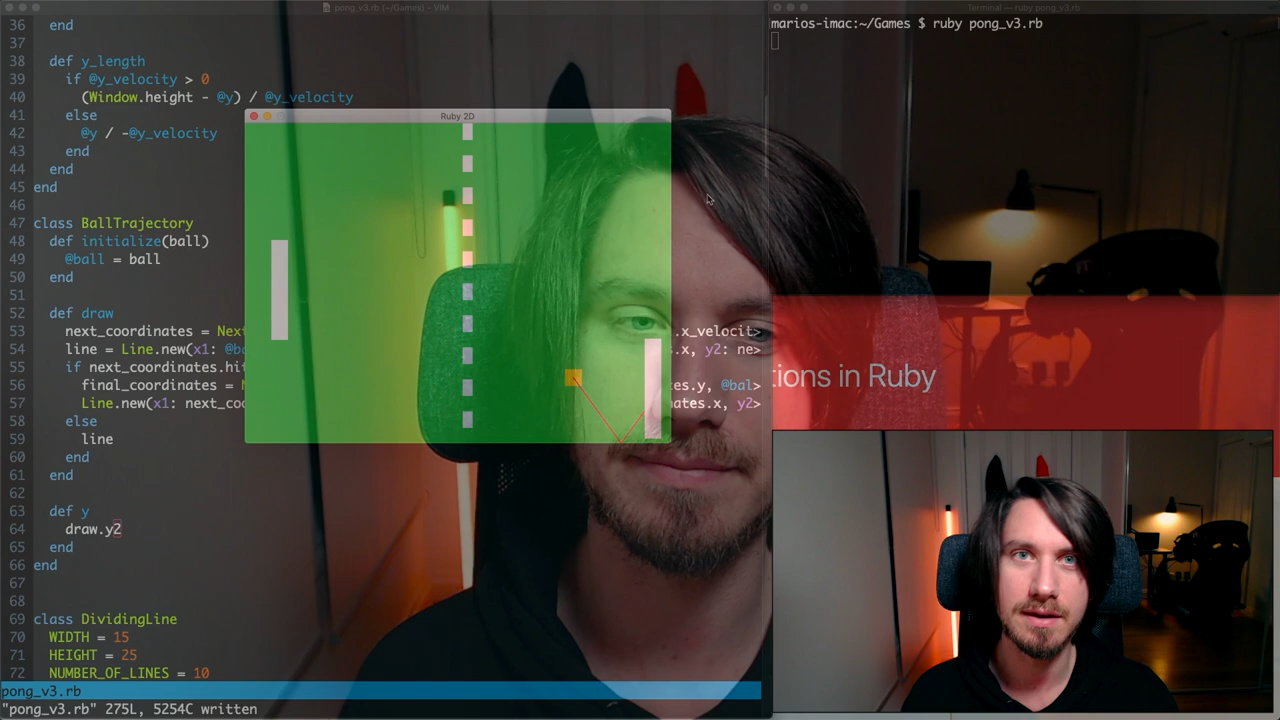 pong_v3.rb (~/Games) - VIM
36 end
37
38 def y_length
39 if @y_velocity > 0
40 (Window.height - @y) / @y_velocity
41 else
42 @y / -@y_velocity
43 end
44 end
45 end
46
47 class BallTrajectory
48 def initialize(ball)
49 @ball = ball
50 end
51
52 def draw
53 next_coordinates = Nex .x_velocit>
54 line = Line.new(x1: @b s.x, y2: ne>
55 if next_coordinates.hit
56 final_coordinates = N es.y, @bal>
57 Line.new(x1: next_coo nates.x, y2>
58 else
59 line
60 end
61 end
62
63 def y
64 draw.y2
65 end
66 end
67
68
69 class DividingLine
70 WIDTH = 15
71 HEIGHT = 25
72 NUMBER_OF_LINES = 10
pong_v3.rb
"pong_v3.rb" 275L, 5254C written
Ruby 2D
Terminal — ruby pong_v3.rb
marios-imac:~/Games $ ruby pong_v3.rb
tions in Ruby